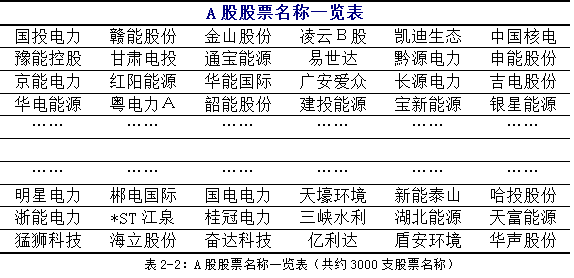 A股股票名称一览表
国投电力 赣能股份 金山股份 凌云B股 凯迪生态 中国核电
豫能控股 甘肃电投 通宝能源 易世达 黔源电力 申能股份
京能电力 红阳能源 华能国际 广安爱众 长源电力 吉电股份
华电能源 粤电力A 韶能股份 建投能源 宝新能源 银星能源
…… …… …… …… …… ……
…… …… …… …… …… ……
明星电力 郴电国际 国电电力 天壕环境 新能泰山 哈投股份
浙能电力 *ST江泉 桂冠电力 三峡水利 湖北能源 天富能源
猛狮科技 海立股份 奋达科技 亿利达 盾安环境 华声股份
表 2-2：A股股票名称一览表（共约3000支股票名称）